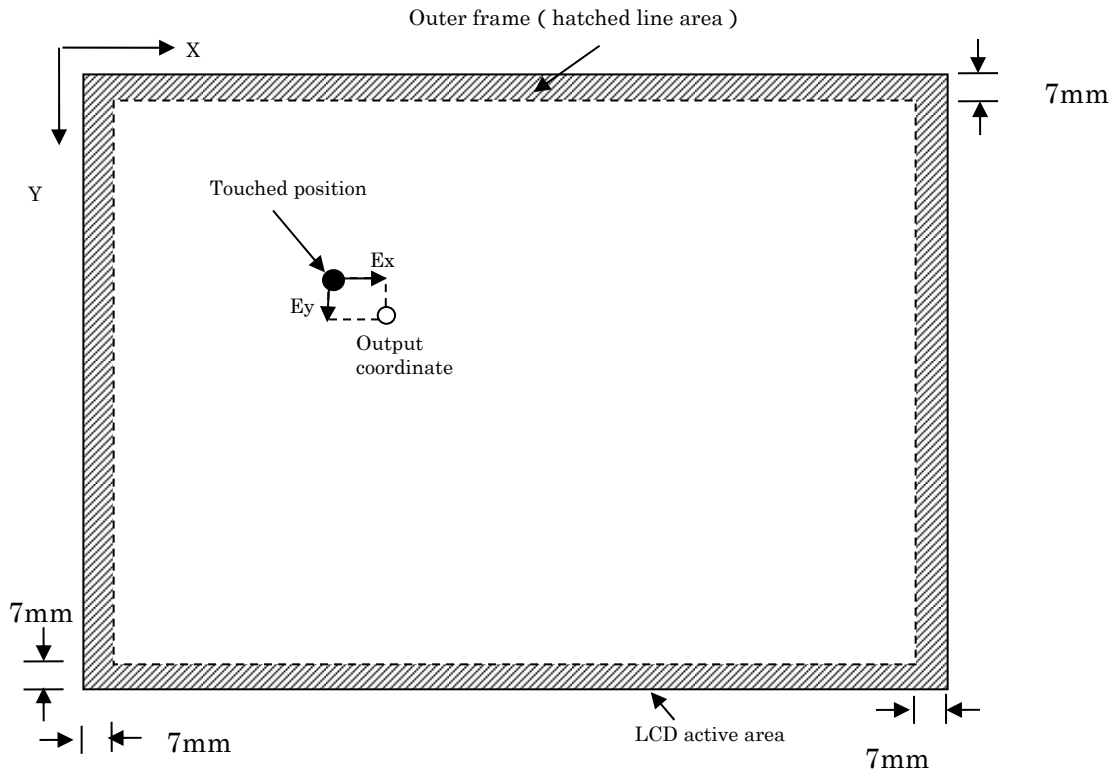 Outer frame ( hatched line area )
X
7mm
Y
Touched position
Ex
Ey
Output
coordinate
7mm
LCD active area
7mm
7mm